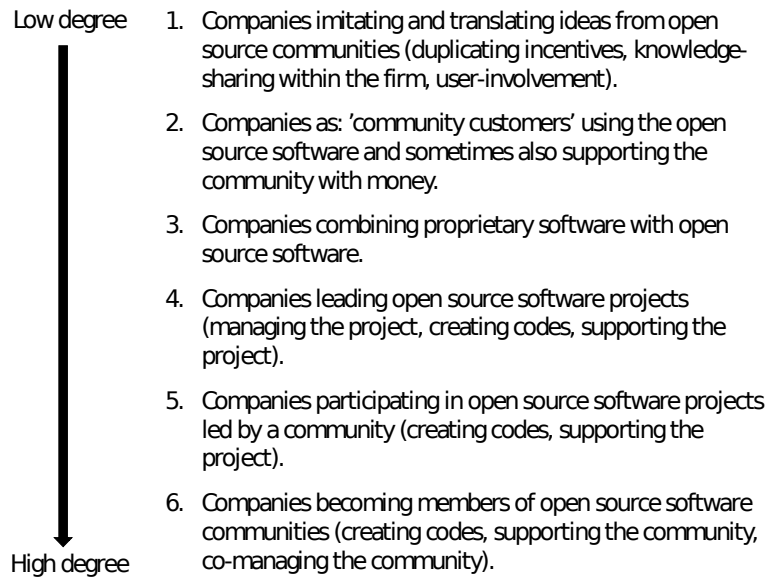 Low degree
1. Companies imitating and translating ideas from open
source communities (duplicating incentives, knowledge-
sharing within the firm, user-involvement).
2. Companies as: ’community customers’ using the open
source software and sometimes also supporting the
community with money.
3. Companies combining proprietary software with open
source software.
4. Companies leading open source software projects
(managing the project, creating codes, supporting the
project).
5. Companies participating in open source software projects
led by a community (creating codes, supporting the
project).
6. Companies becoming members of open source software
communities (creating codes, supporting the community,
co-managing the community).
High degree